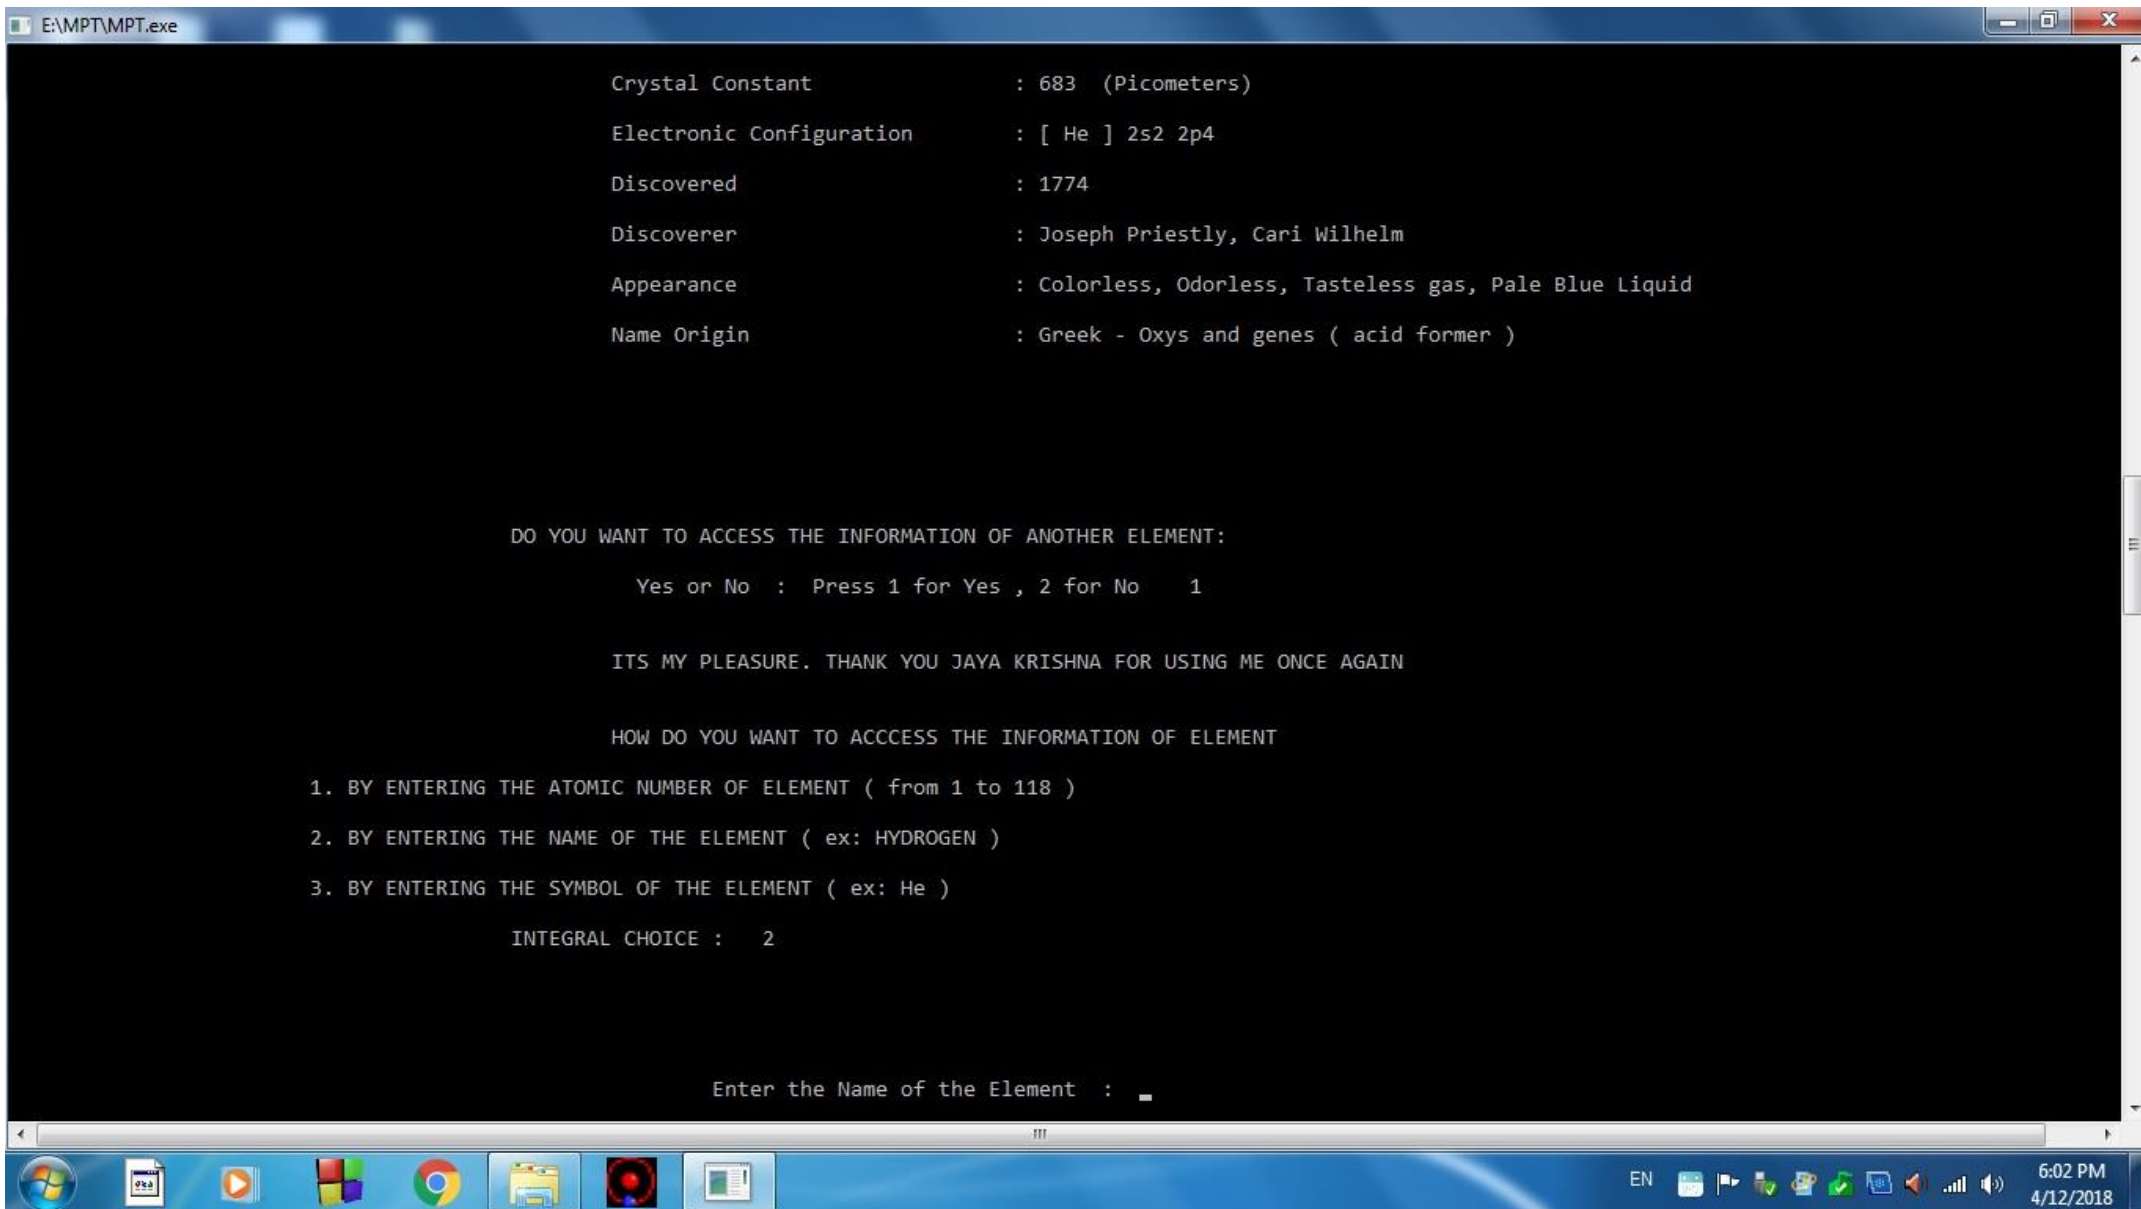 E:\MPT\MPT.exe
Crystal Constant : 683 (Picometers)
Electronic Configuration : [ He ] 2s2 2p4
Discovered : 1774
Discoverer : Joseph Priestly, Cari Wilhelm
Appearance : Colorless, Odorless, Tasteless gas, Pale Blue Liquid
Name Origin : Greek - Oxys and genes ( acid former )
DO YOU WANT TO ACCESS THE INFORMATION OF ANOTHER ELEMENT:
Yes or No : Press 1 for Yes , 2 for No 1
ITS MY PLEASURE. THANK YOU JAYA KRISHNA FOR USING ME ONCE AGAIN
HOW DO YOU WANT TO ACCCESS THE INFORMATION OF ELEMENT
1. BY ENTERING THE ATOMIC NUMBER OF ELEMENT ( from 1 to 118 )
2. BY ENTERING THE NAME OF THE ELEMENT ( ex: HYDROGEN )
3. BY ENTERING THE SYMBOL OF THE ELEMENT ( ex: He )
INTEGRAL CHOICE : 2
Enter the Name of the Element : _
EN
6:02 PM
4/12/2018